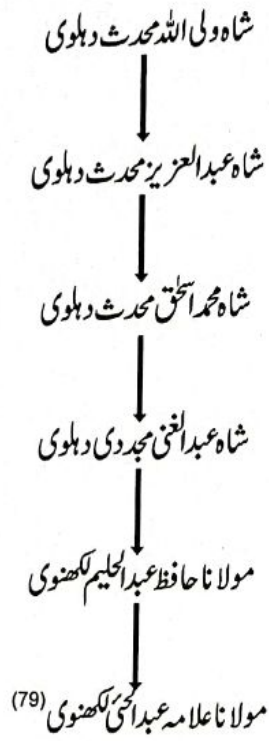 شاہ ولی اللہ محدث دہلوی
شاہ عبدالعزیز محدث دہلوی
شاہ محمد اسحٰق محدث دہلوی
شاہ عبدالغنی مجددی دہلوی
مولانا حافظ عبدالحلیم لکھنوی
مولانا علامہ عبدالحئ لکھنوی (79)